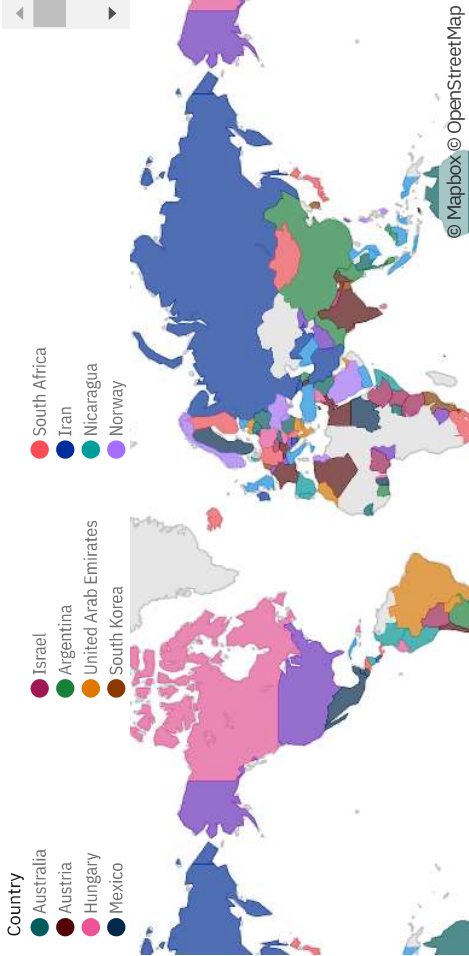 Country
Australia
Austria
Hungary
Mexico
Israel
Argentina
United Arab Emirates
South Korea
South Africa
Iran
Nicaragua
Norway
© Mapbox © OpenStreetMap